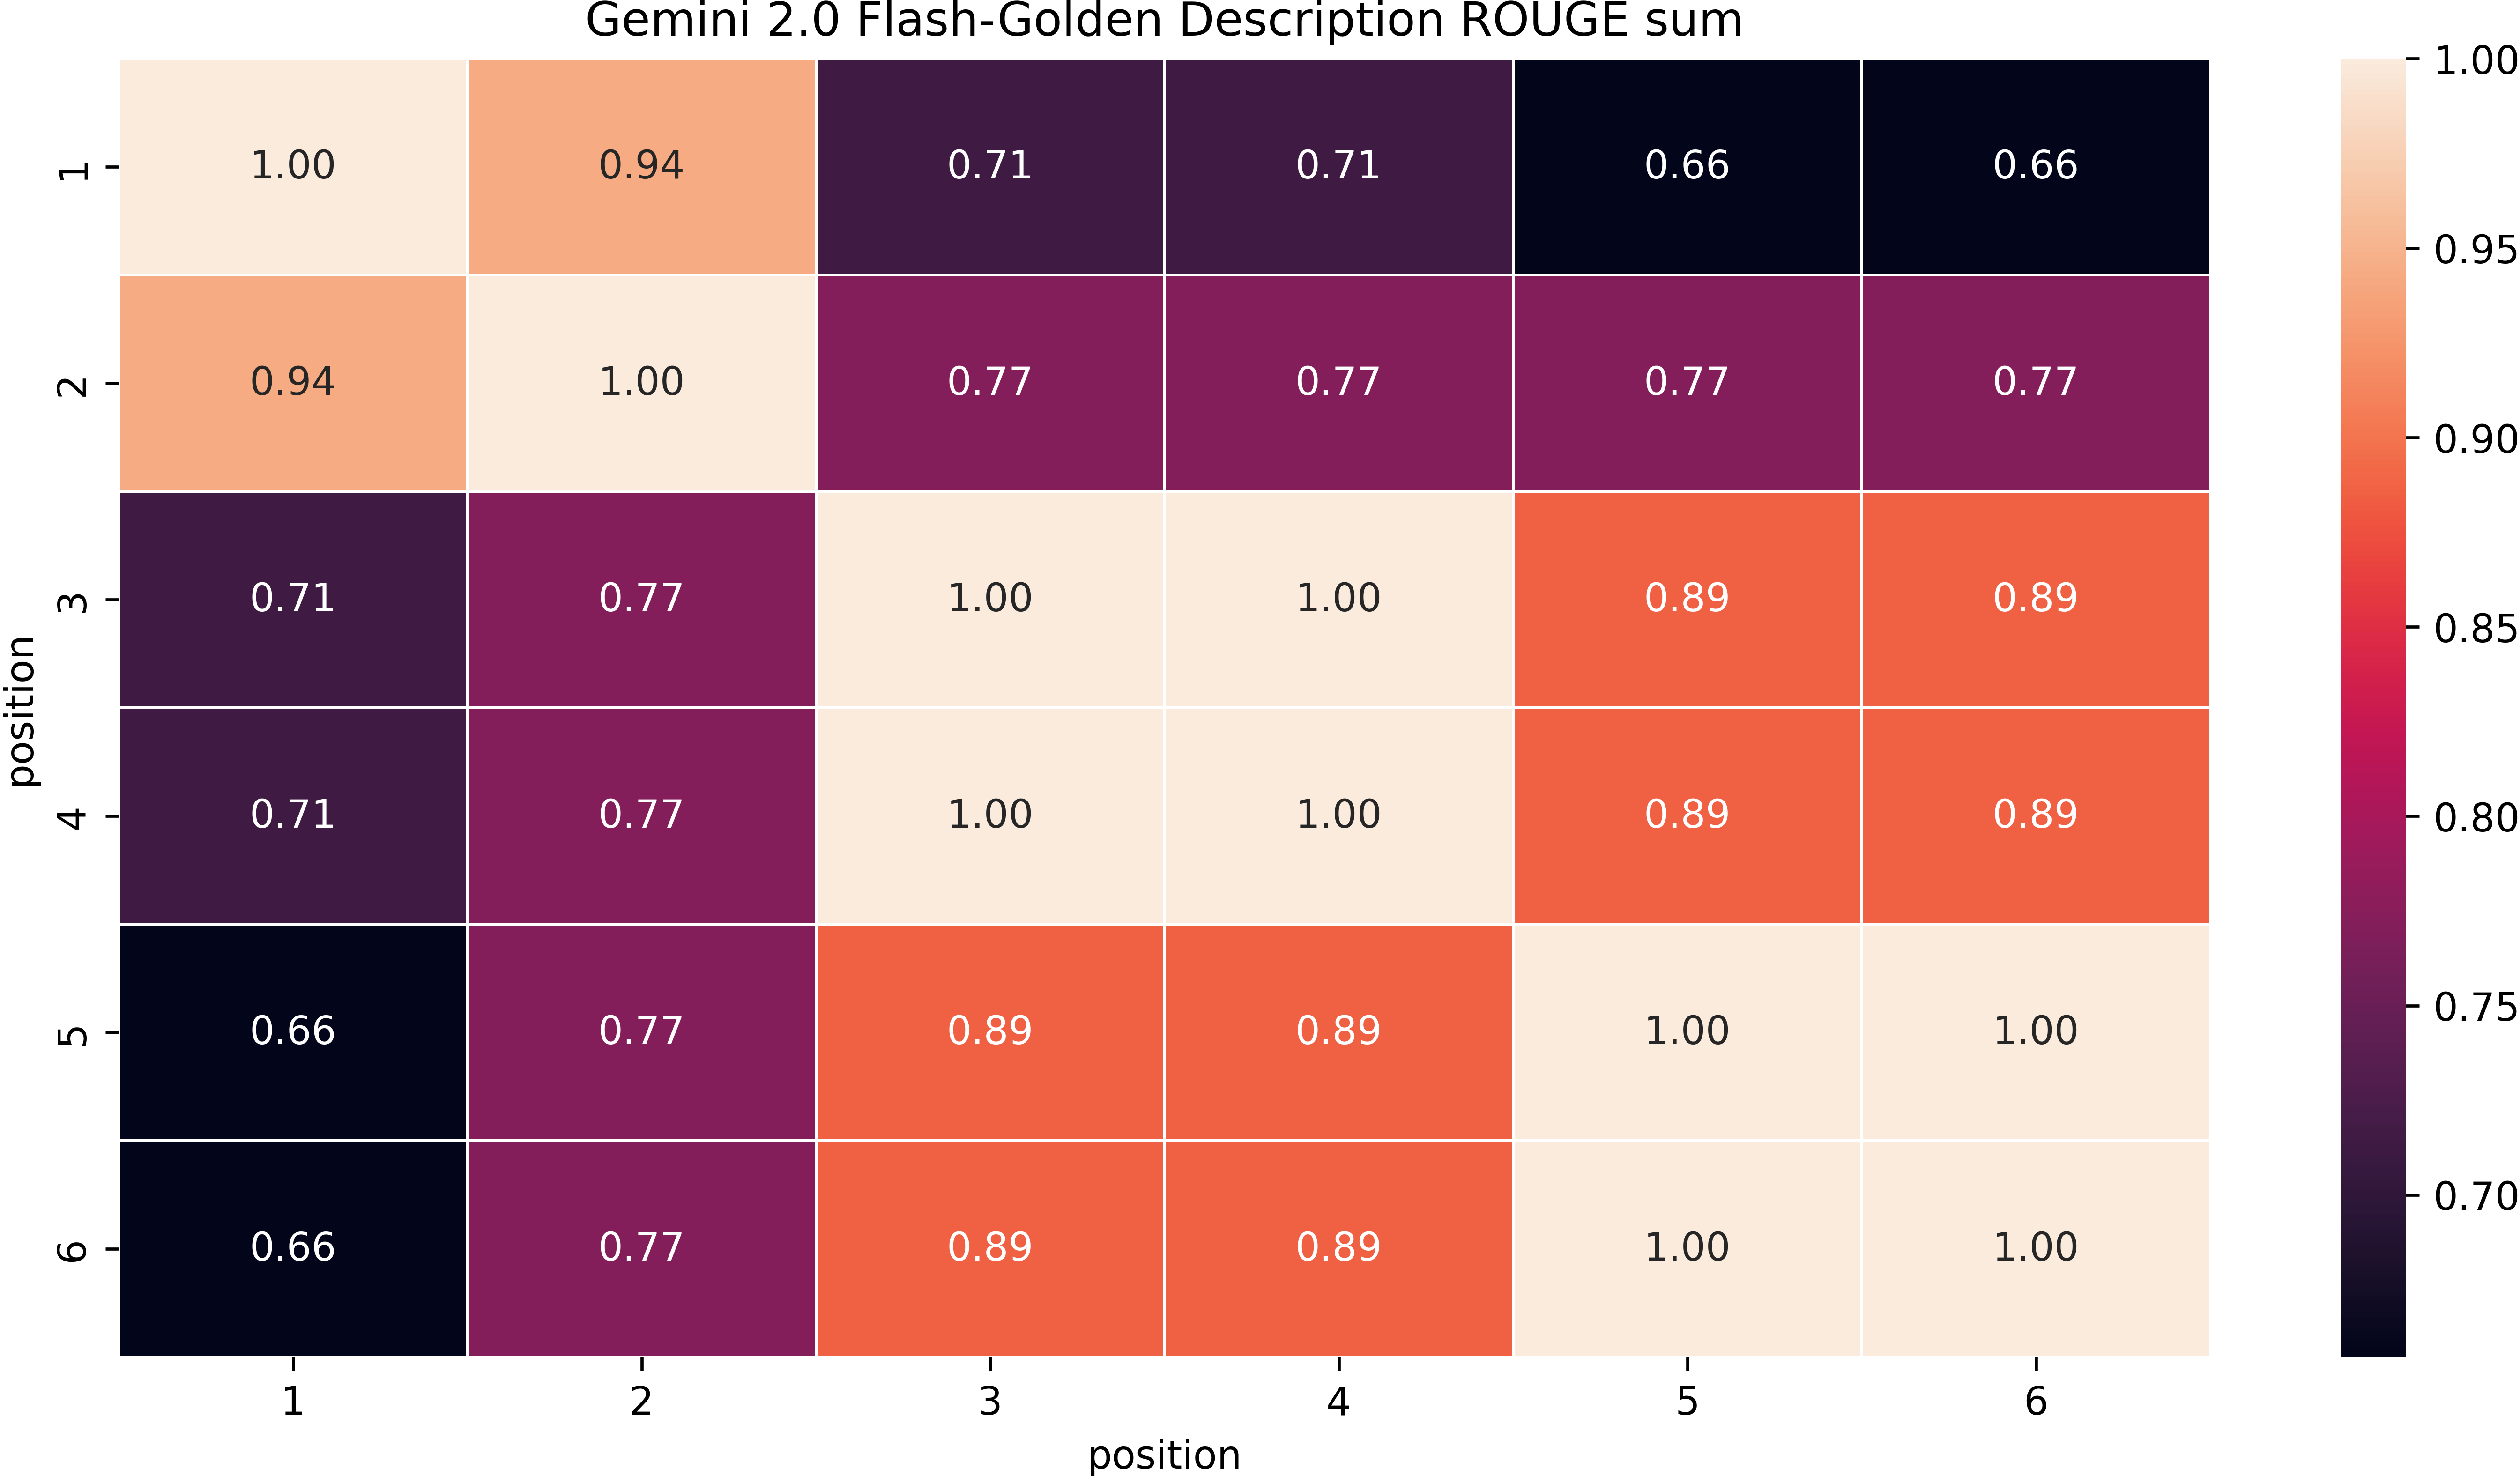 Gemini 2.0 Flash-Golden Description ROUGE sum
1 1.00 0.94 0.71 0.71 0.66 0.66
2 0.94 1.00 0.77 0.77 0.77 0.77
3 0.71 0.77 1.00 1.00 0.89 0.89
4 0.71 0.77 1.00 1.00 0.89 0.89
5 0.66 0.77 0.89 0.89 1.00 1.00
6 0.66 0.77 0.89 0.89 1.00 1.00
position
1 2 3 4 5 6
position
1.00
0.95
0.90
0.85
0.80
0.75
0.70